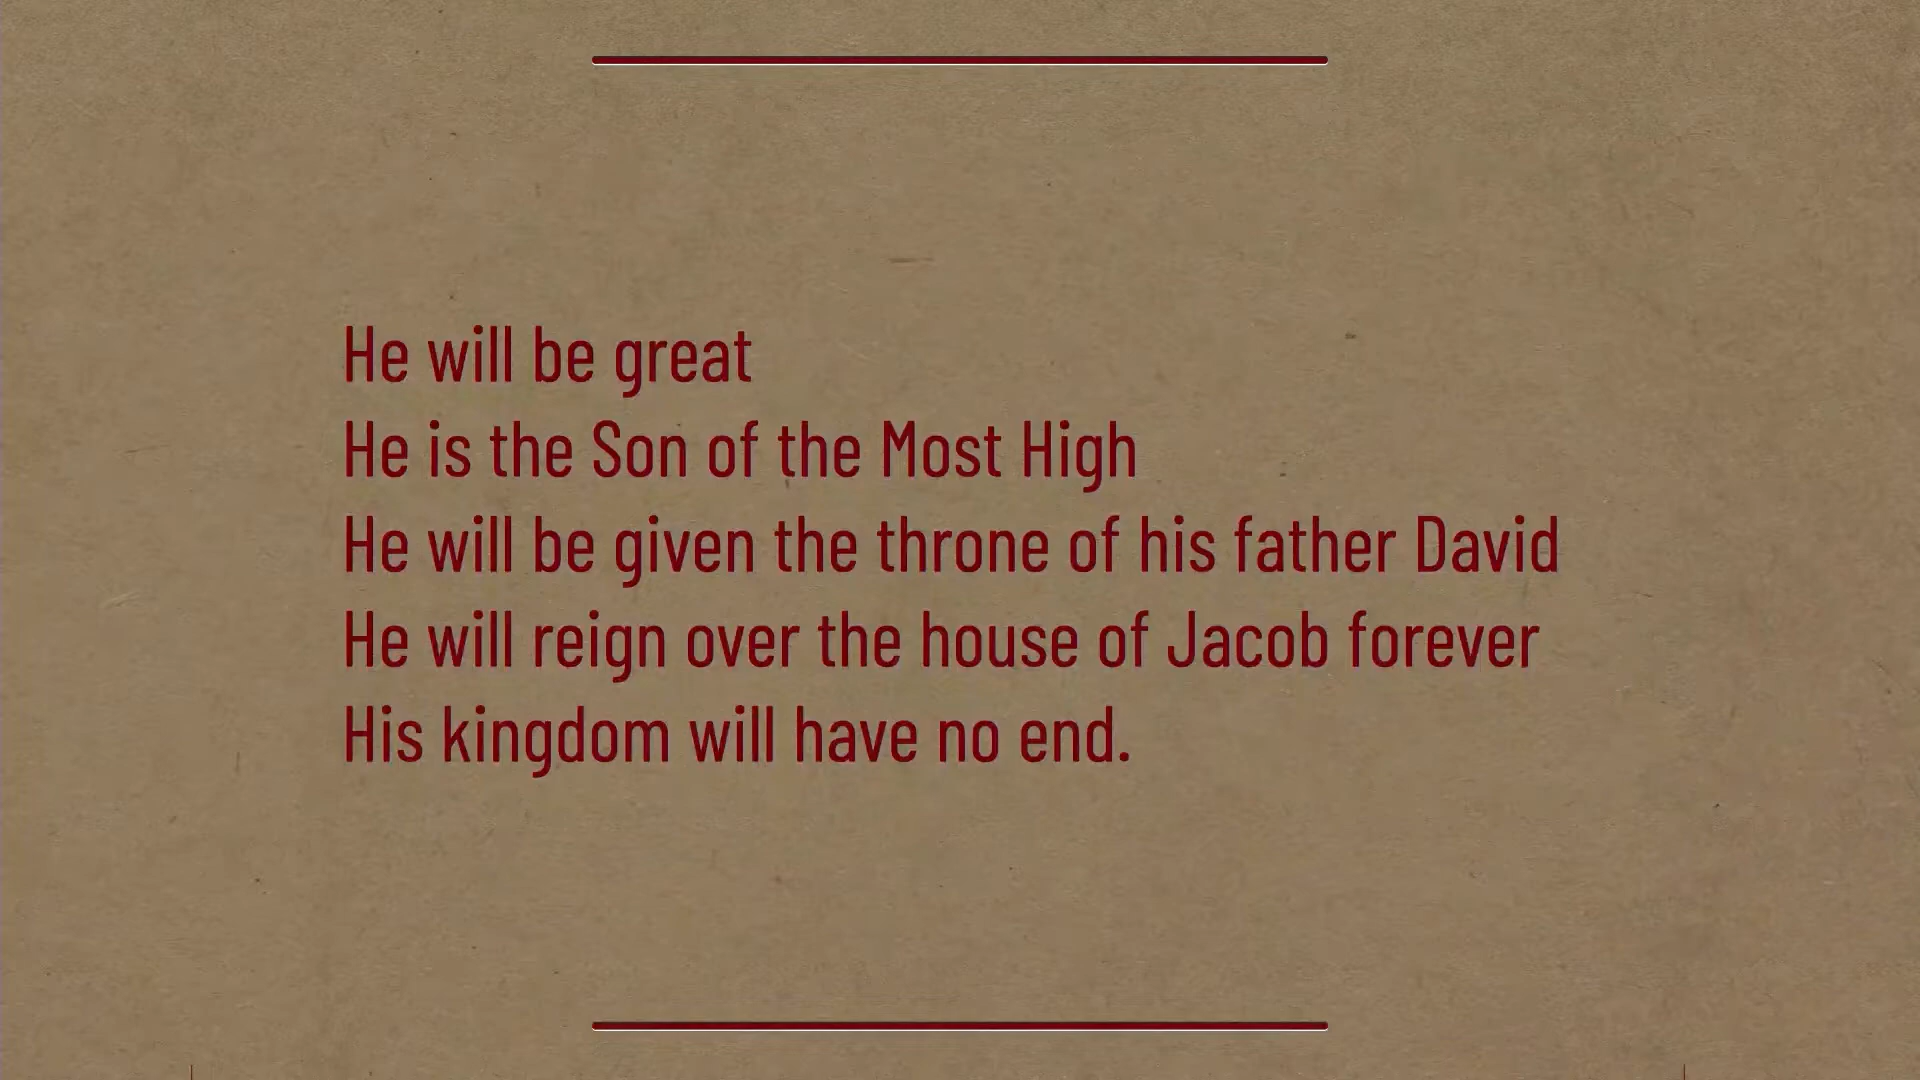 He will be great
He is the Son of the Most High
He will be given the throne of his father David
He will reign over the house of Jacob forever
His kingdom will have no end.